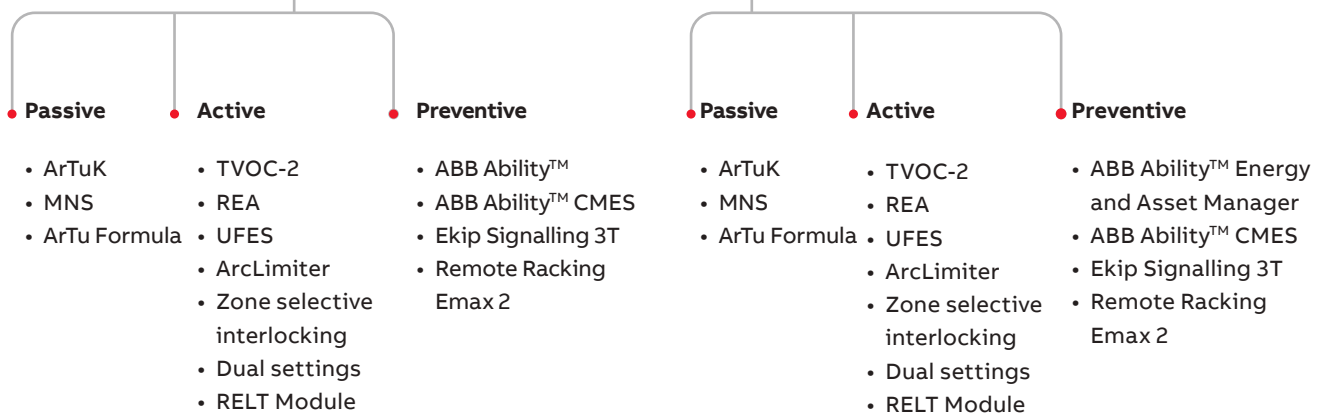 Passive
• ArTuK
• MNS
• ArTu Formula
Active
• TVOC-2
• REA
• UFES
• ArcLimiter
• Zone selective
interlocking
• Dual settings
• RELT Module
Preventive
• ABB Ability™
• ABB Ability™ CMES
• Ekip Signalling 3T
• Remote Racking
Emax 2
Passive
• ArTuK
• MNS
• ArTu Formula
Active
• TVOC-2
• REA
• UFES
• ArcLimiter
• Zone selective
interlocking
• Dual settings
• RELT Module
Preventive
• ABB Ability™ Energy
and Asset Manager
• ABB Ability™ CMES
• Ekip Signalling 3T
• Remote Racking
Emax 2